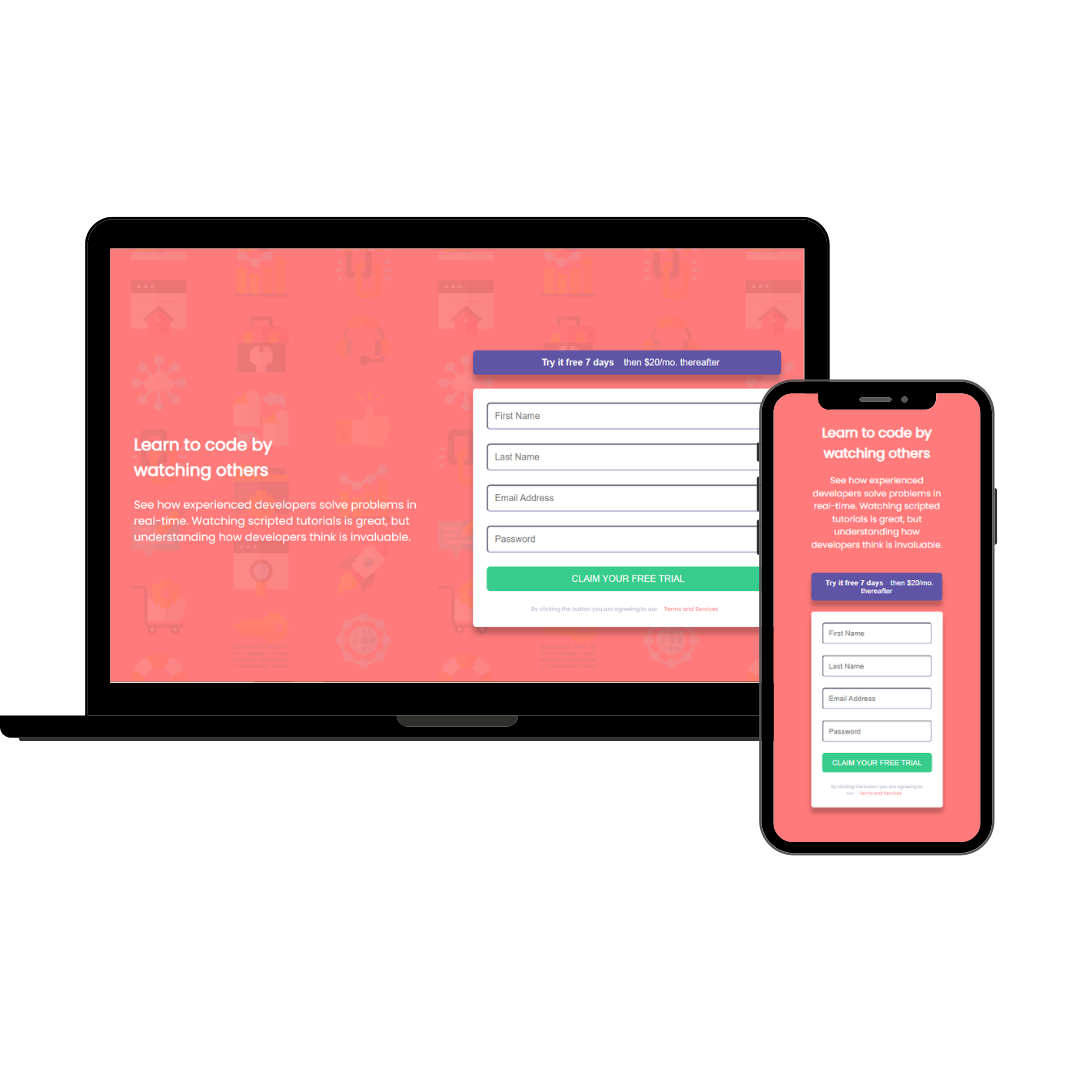 Learn to code by
watching others
See how experienced developers solve problems in
real-time. Watching scripted tutorials is great, but
understanding how developers think is invaluable.
Try it free 7 days then $20/mo. thereafter
First Name
Last Name
Email Address
Password
CLAIM YOUR FREE TRIAL
By clicking the button you are agreeing to our Terms and Services
Learn to code by
watching others
See how experienced
developers solve problems in
real-time. Watching scripted
tutorials is great, but
understanding how
developers think is invaluable.
Try it free 7 days then $20/mo.
thereafter
First Name
Last Name
Email Address
Password
CLAIM YOUR FREE TRIAL
By clicking the button you are agreeing to
our Terms and Services